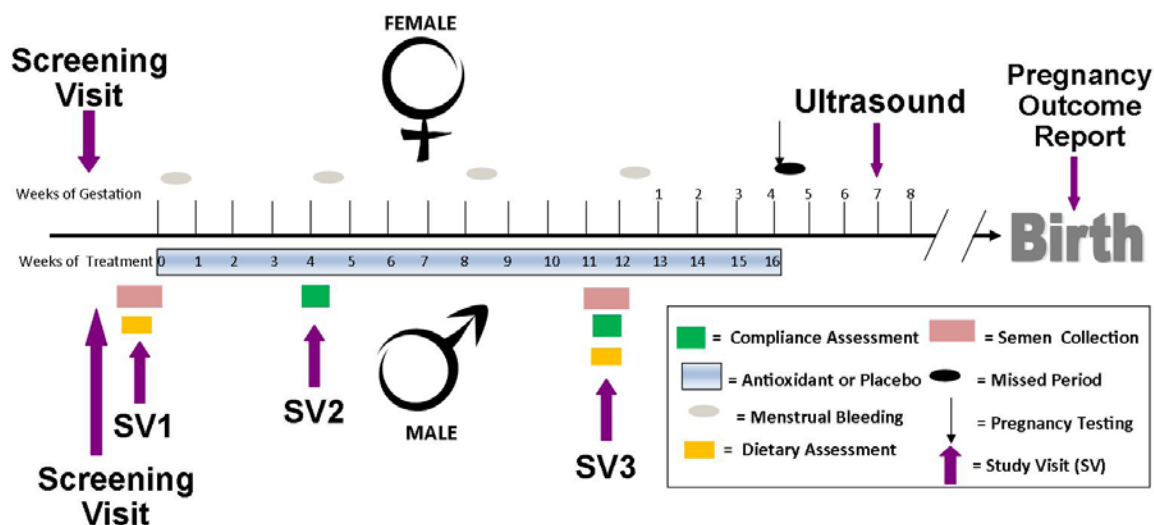 FEMALE
Screening
Visit
Ultrasound
Pregnancy
Outcome
Report
Weeks of Gestation
1 2 3 4 5 6 7 8
Birth
Weeks of Treatment
0 1 2 3 4 5 6 7 8 9 10 11 12 13 14 15 16
SV1
SV2
MALE
SV3
Screening
Visit
= Compliance Assessment
= Semen Collection
= Antioxidant or Placebo
= Missed Period
= Menstrual Bleeding
= Pregnancy Testing
= Dietary Assessment
= Study Visit (SV)